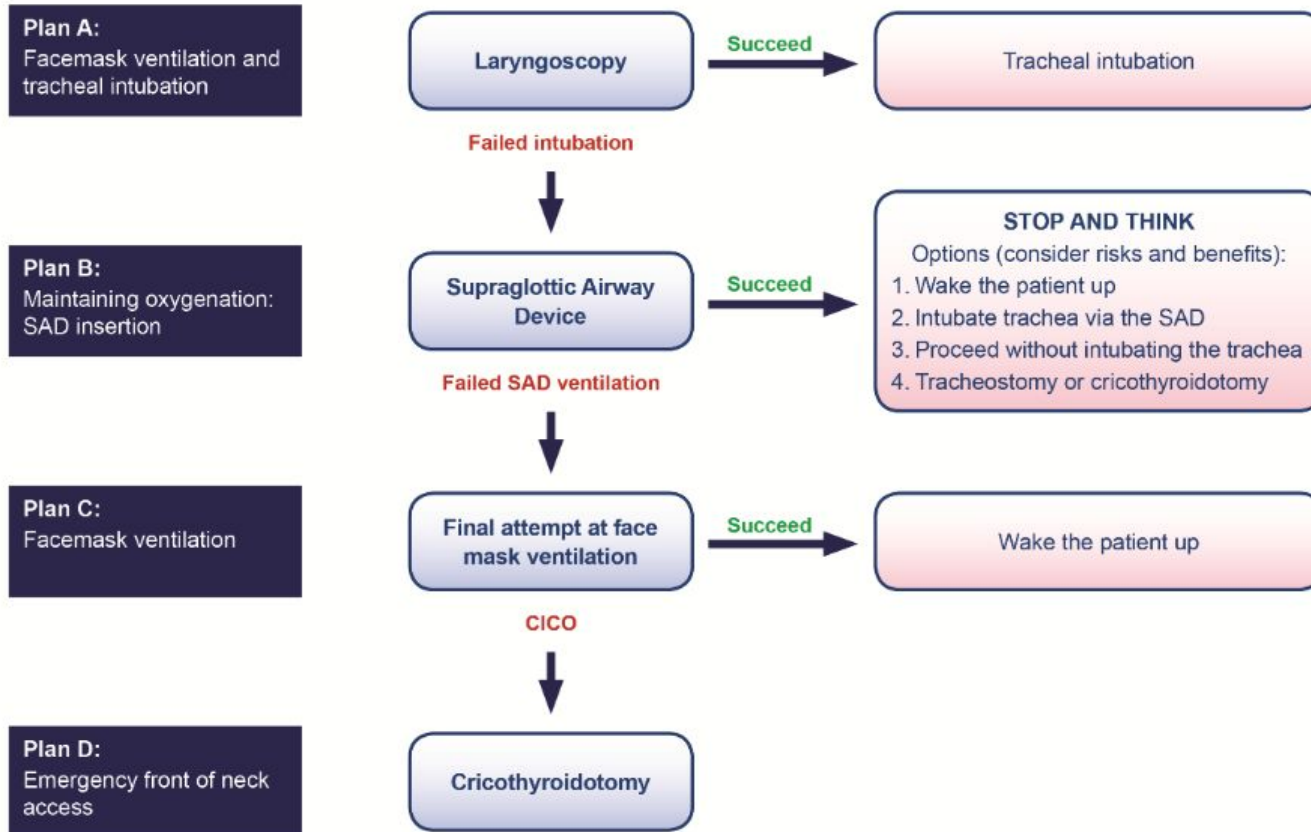 Plan A:
Facemask ventilation and
tracheal intubation
Laryngoscopy
Succeed
Tracheal intubation
Failed intubation
Plan B:
Maintaining oxygenation:
SAD insertion
Supraglottic Airway
Device
Succeed
STOP AND THINK
Options (consider risks and benefits):
1. Wake the patient up
2. Intubate trachea via the SAD
3. Proceed without intubating the trachea
4. Tracheostomy or cricothyroidotomy
Failed SAD ventilation
Plan C:
Facemask ventilation
Final attempt at face
mask ventilation
Succeed
Wake the patient up
CICO
Plan D:
Emergency front of neck
access
Cricothyroidotomy